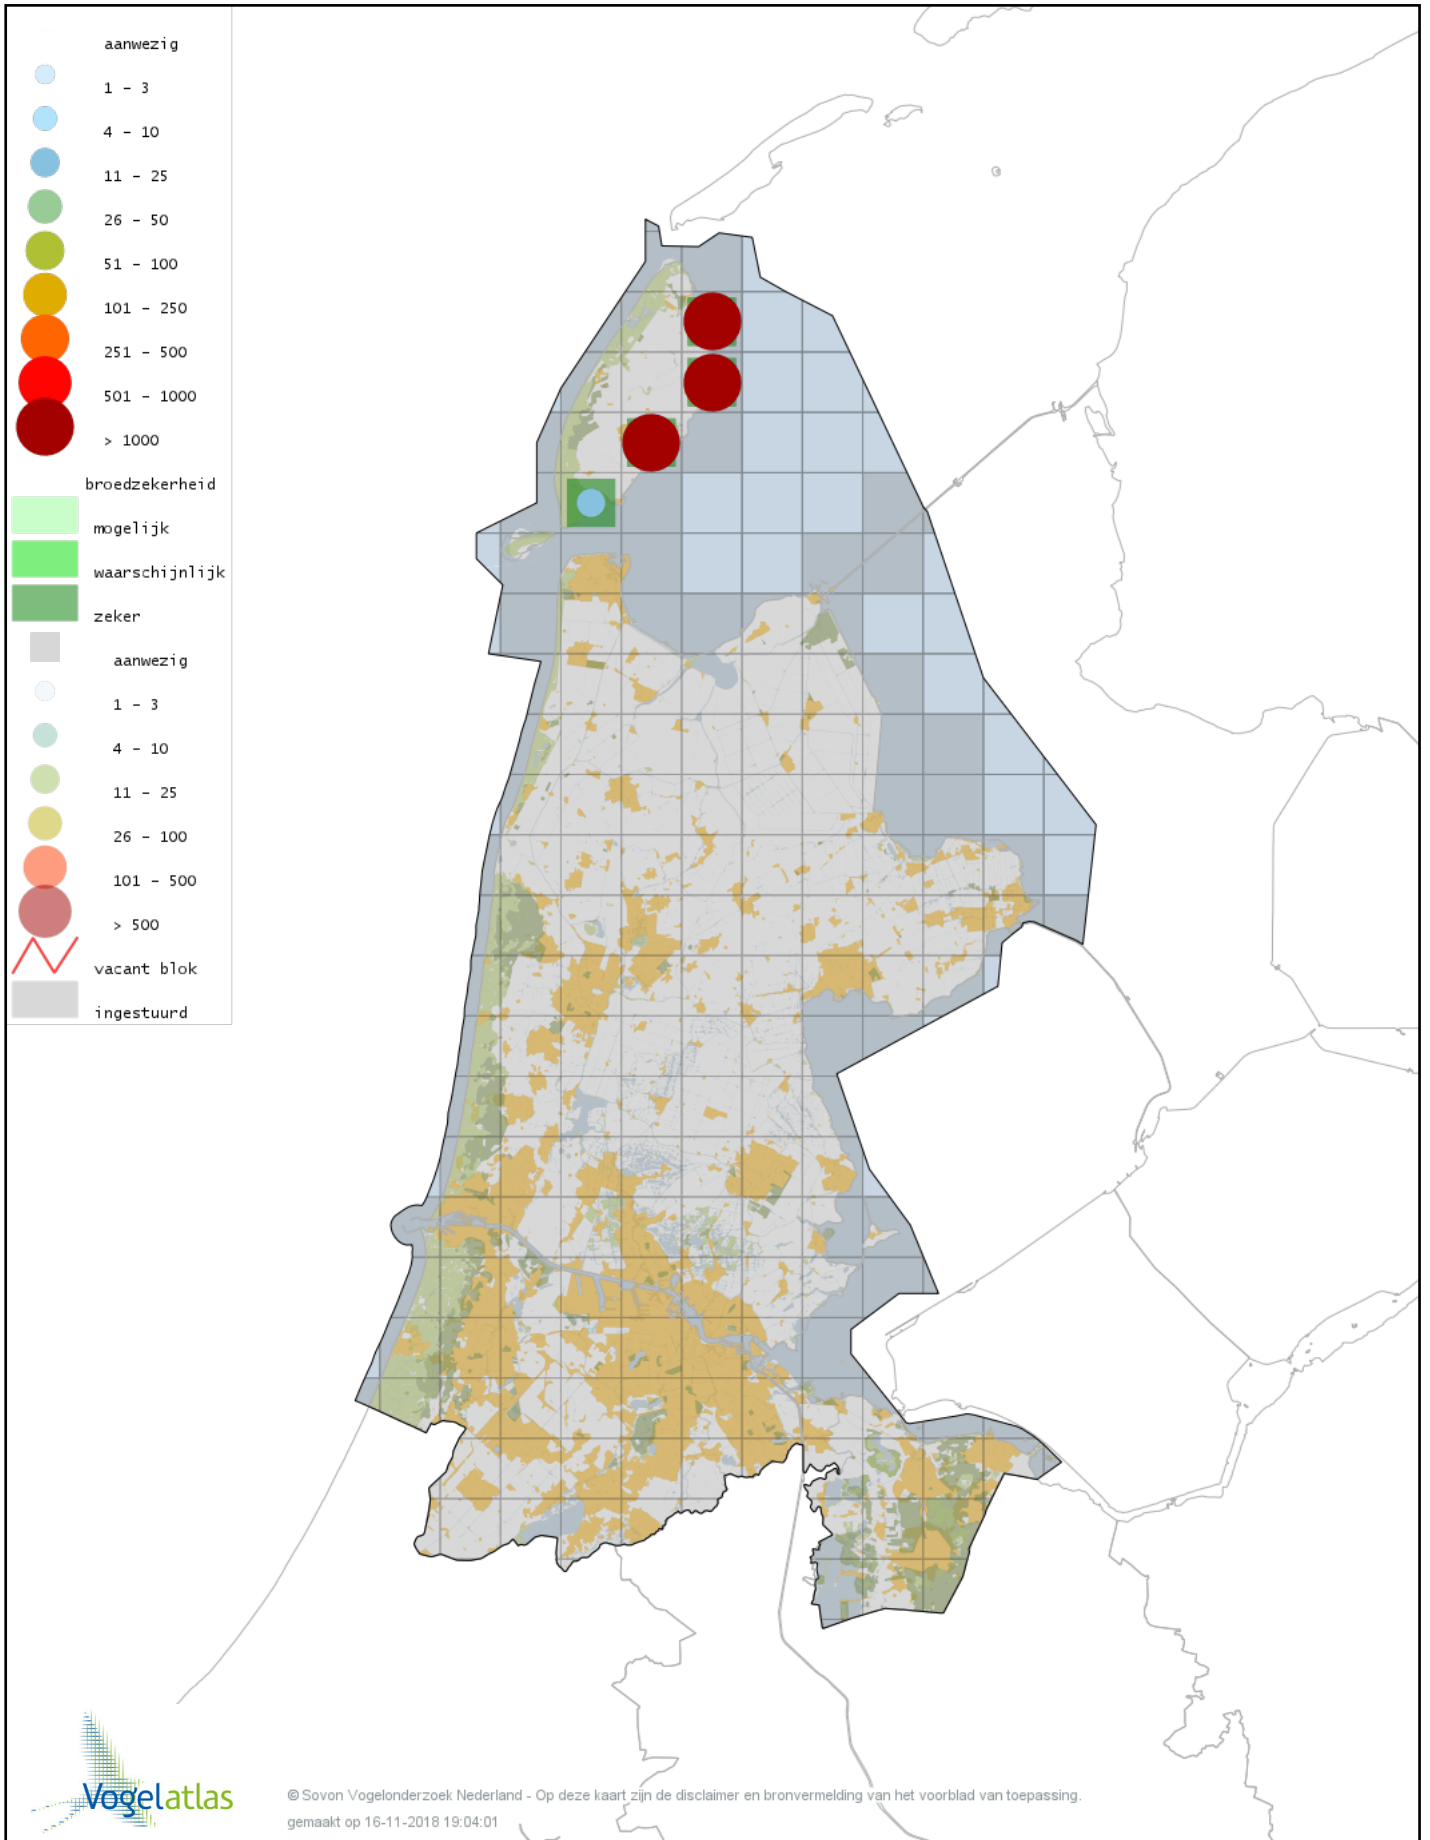 aanwezig
1 - 3
4 - 10
11 - 25
26 - 50
51 - 100
101 - 250
251 - 500
501 - 1000
> 1000
broedzekerheid
mogelijk
waarschijnlijk
zeker
aanwezig
1 - 3
4 - 10
11 - 25
26 - 100
101 - 500
> 500
vacant blok
ingestuurd
Vogelatlas
© Sovon Vogelonderzoek Nederland - Op deze kaart zijn de disclaimer en bronvermelding van het voorblad van toepassing.
gemaakt op 16-11-2018 19:04:01